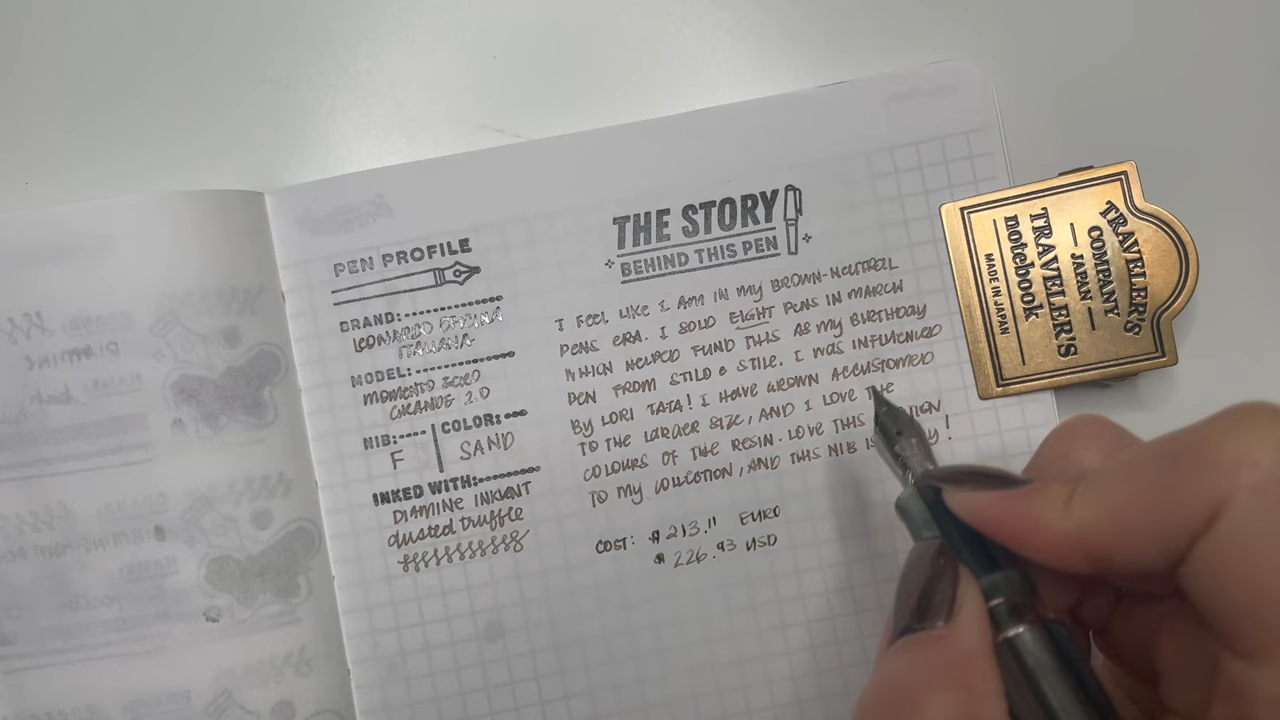 PEN PROFILE
BRAND:
LEONARDO OFFICINA
ITALIANA
MODEL:
MOMENTO ZERO
GRANDE 2.0
NIB:
F
COLOR:
SAND
INKED WITH:
DIAMINE INKVENT
dusted truffle
THE STORY
BEHIND THIS PEN
I FEEL LIKE I AM IN MY BROWN-NEUTRAL
PENS ERA. I SOLD EIGHT PENS IN MARCH
WHICH HELPED FUND THIS AS MY BIRTHDAY
PEN FROM STILO e STILE. I WAS INFLUENCED
BY LORI TATA! I HAVE GROWN ACCUSTOMED
TO THE LARGER SIZE, AND I LOVE THE
COLOURS OF THE RESIN. LOVE THIS
TO MY COLLECTION, AND THIS NIB IS !
COST: $213.11 EURO
$226.93 USD
TRAVELER'S
COMPANY
JAPAN
TRAVELER'S
notebook
MADE IN JAPAN